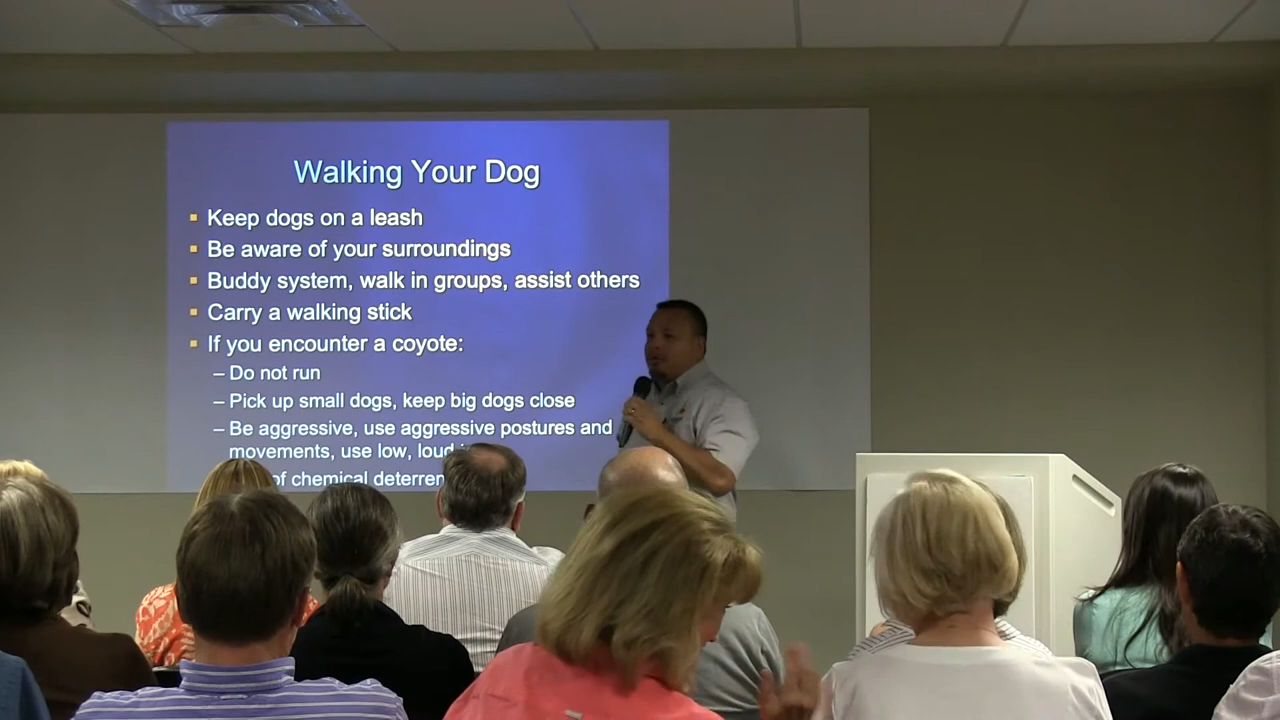 Walking Your Dog
▪ Keep dogs on a leash
▪ Be aware of your surroundings
▪ Buddy system, walk in groups, assist others
▪ Carry a walking stick
▪ If you encounter a coyote:
– Do not run
– Pick up small dogs, keep big dogs close
– Be aggressive, use aggressive postures and
movements, use low, loud
of chemical